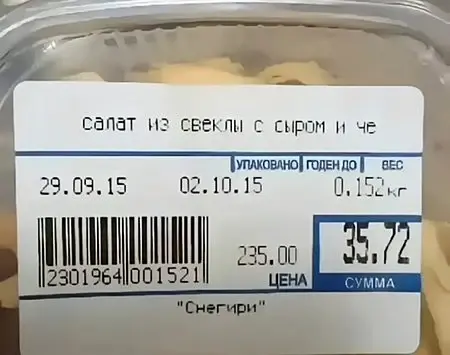 салат из свеклы с сыром и че
УПАКОВАНО ГОДЕН ДО ВЕС
29.09.15 02.10.15 0.152кг
235.00 35.72
2301964 001521 ЦЕНА СУММА
"Снегири"